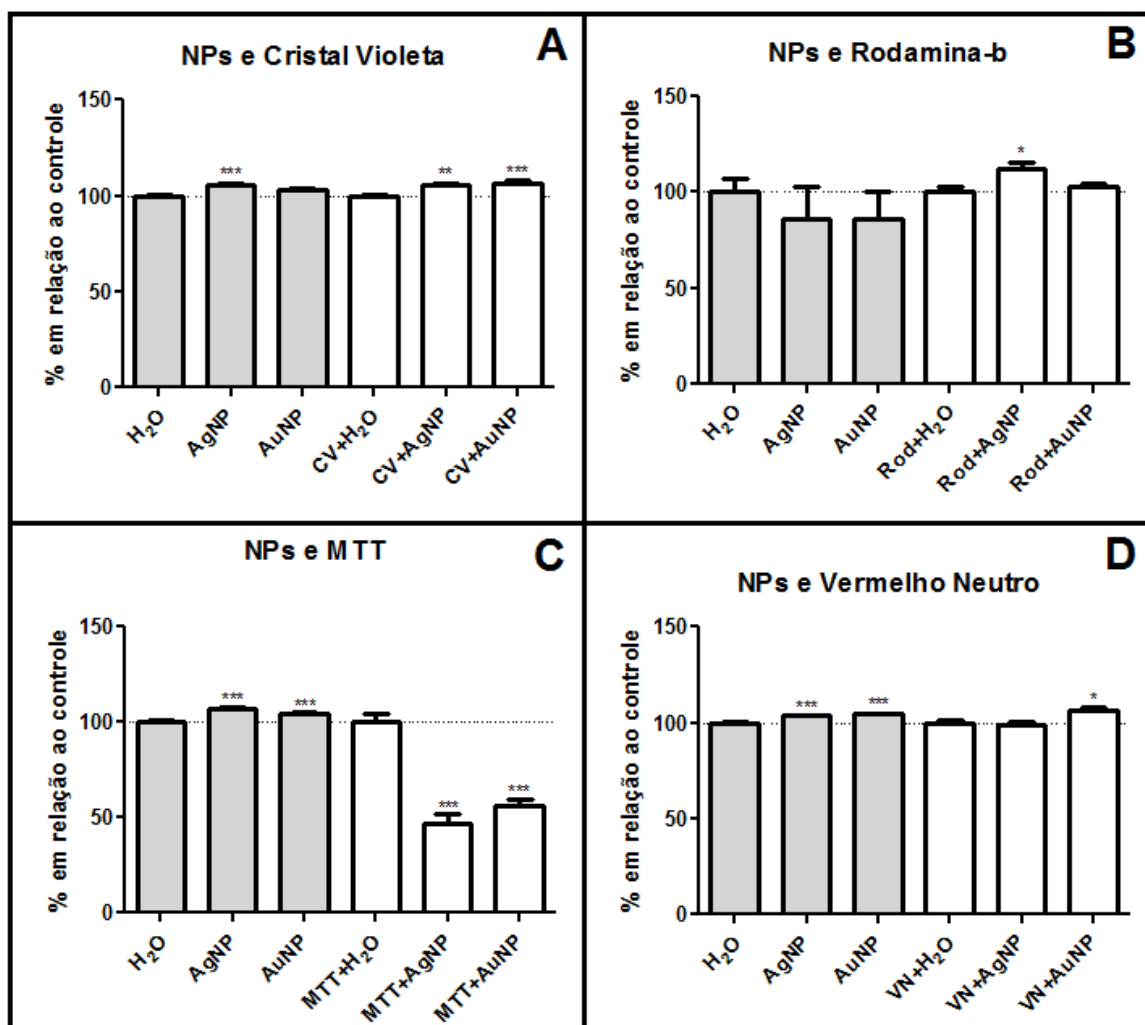 NPs e Cristal Violeta
A
% em relação ao controle
150
100
50
0
***
**
***
H₂O
AgNP
AuNP
CV+H₂O
CV+AgNP
CV+AuNP
NPs e Rodamina-b
B
% em relação ao controle
150
100
50
0
*
H₂O
AgNP
AuNP
Rod+H₂O
Rod+AgNP
Rod+AuNP
NPs e MTT
C
% em relação ao controle
150
100
50
0
***
***
***
***
H₂O
AgNP
AuNP
MTT+H₂O
MTT+AgNP
MTT+AuNP
NPs e Vermelho Neutro
D
% em relação ao controle
150
100
50
0
***
***
*
H₂O
AgNP
AuNP
VN+H₂O
VN+AgNP
VN+AuNP